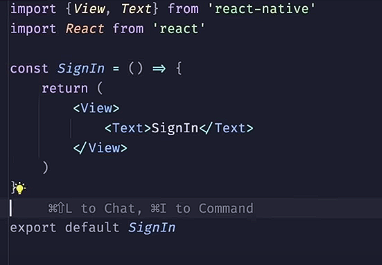 import {View, Text} from 'react-native'
import React from 'react'
const SignIn = () => {
return (
<View>
<Text>SignIn</Text>
</View>
)
}
⌘⇧L to Chat, ⌘I to Command
export default SignIn